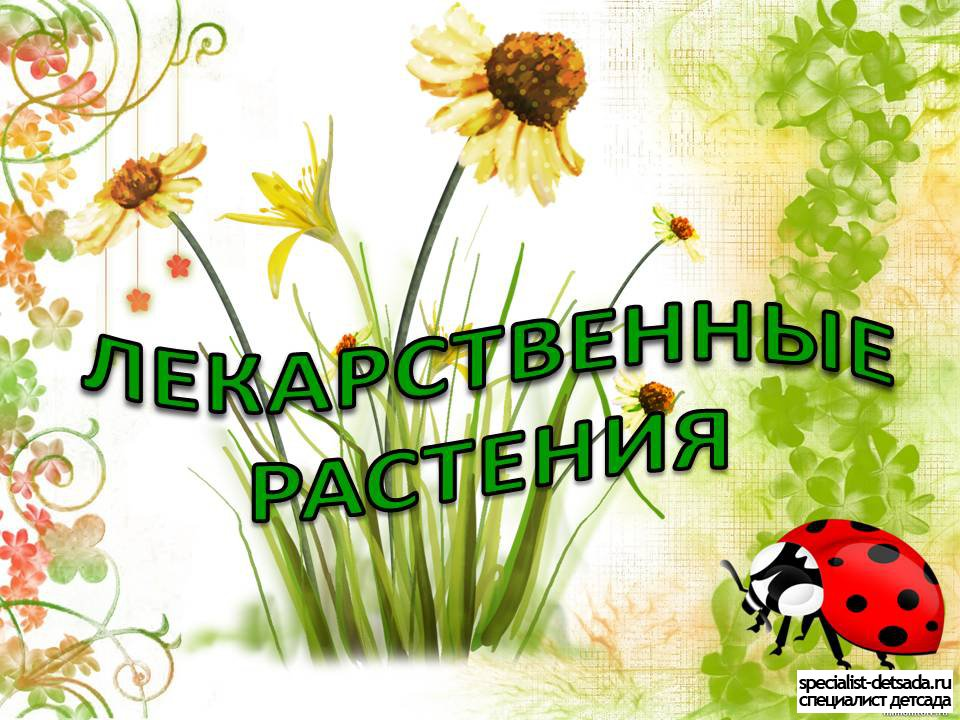 ЛЕКАРСТВЕННЫЕ
РАСТЕНИЯ
specialist-detsada.ru
специалист детсада